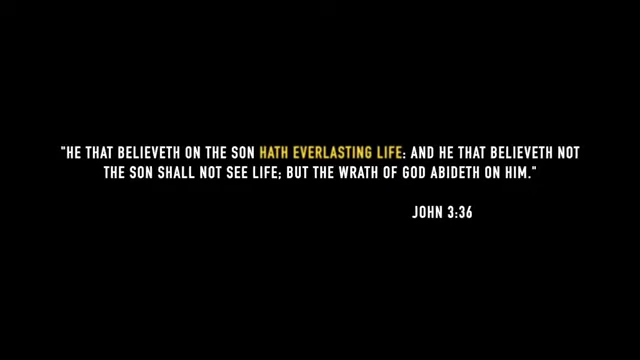 "HE THAT BELIEVETH ON THE SON HATH EVERLASTING LIFE: AND HE THAT BELIEVETH NOT
THE SON SHALL NOT SEE LIFE; BUT THE WRATH OF GOD ABIDETH ON HIM."
JOHN 3:36